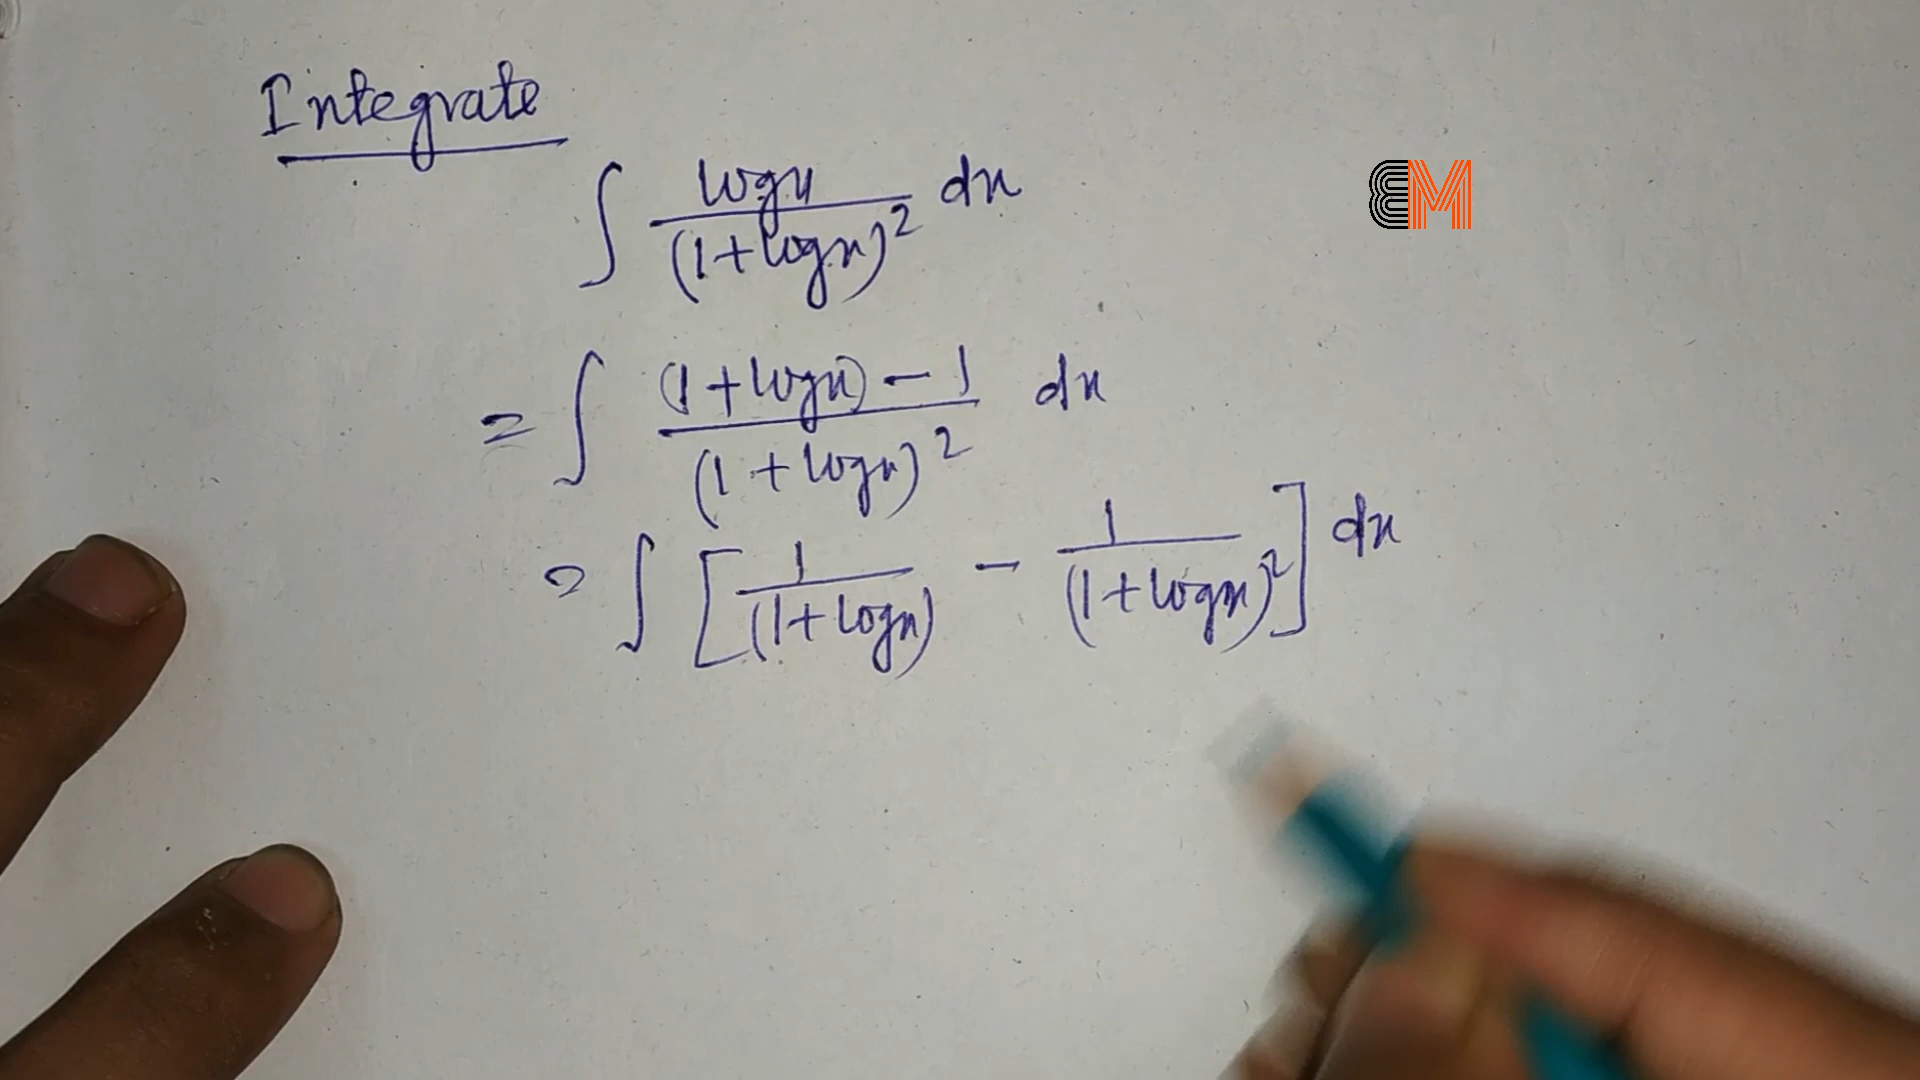 Integrate
∫ logx/(1+logx)² dx
= ∫ (1+logx)−1/(1+logx)² dx
= ∫ [1/(1+logx) − 1/(1+logx)²] dx
EM